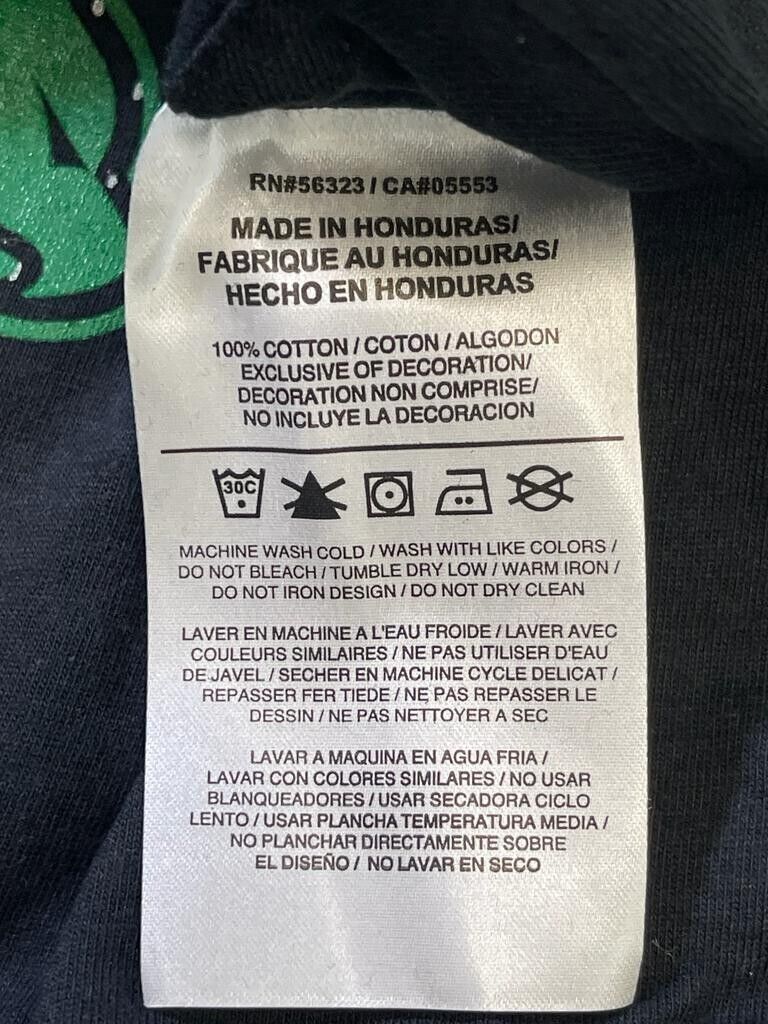 RN#56323 / CA#05553
MADE IN HONDURAS/
FABRIQUE AU HONDURAS/
HECHO EN HONDURAS
100% COTTON / COTON / ALGODON
EXCLUSIVE OF DECORATION/
DECORATION NON COMPRISE/
NO INCLUYE LA DECORACION
30C
MACHINE WASH COLD / WASH WITH LIKE COLORS /
DO NOT BLEACH / TUMBLE DRY LOW / WARM IRON /
DO NOT IRON DESIGN / DO NOT DRY CLEAN
LAVER EN MACHINE A L'EAU FROIDE / LAVER AVEC
COULEURS SIMILAIRES / NE PAS UTILISER D'EAU
DE JAVEL / SECHER EN MACHINE CYCLE DELICAT /
REPASSER FER TIEDE / NE PAS REPASSER LE
DESSIN / NE PAS NETTOYER A SEC
LAVAR A MAQUINA EN AGUA FRIA /
LAVAR CON COLORES SIMILARES / NO USAR
BLANQUEADORES / USAR SECADORA CICLO
LENTO / USAR PLANCHA TEMPERATURA MEDIA /
NO PLANCHAR DIRECTAMENTE SOBRE
EL DISEÑO / NO LAVAR EN SECO